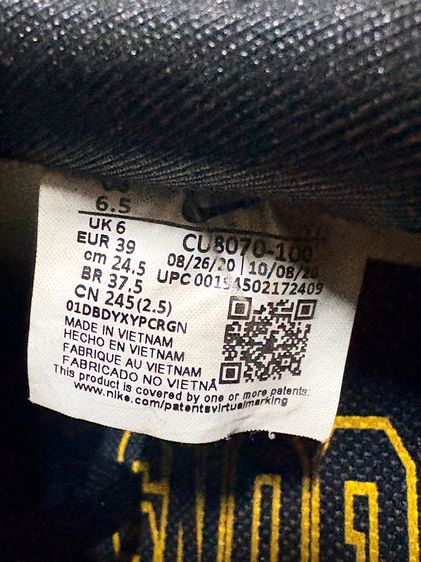 6.5
UK 6
EUR 39
cm 24.5
BR 37.5
CN 245(2.5)
CU8070-100
08/26/20 | 10/08/20
UPC 00194502172409
01DBDYXYPCRGN
MADE IN VIETNAM
HECHO EN VIETNAM
FABRIQUE AU VIETNAM
FABRICADO NO VIETNÃ
This product is covered by one or more patents:
www.nike.com/patentsvirtualmarking